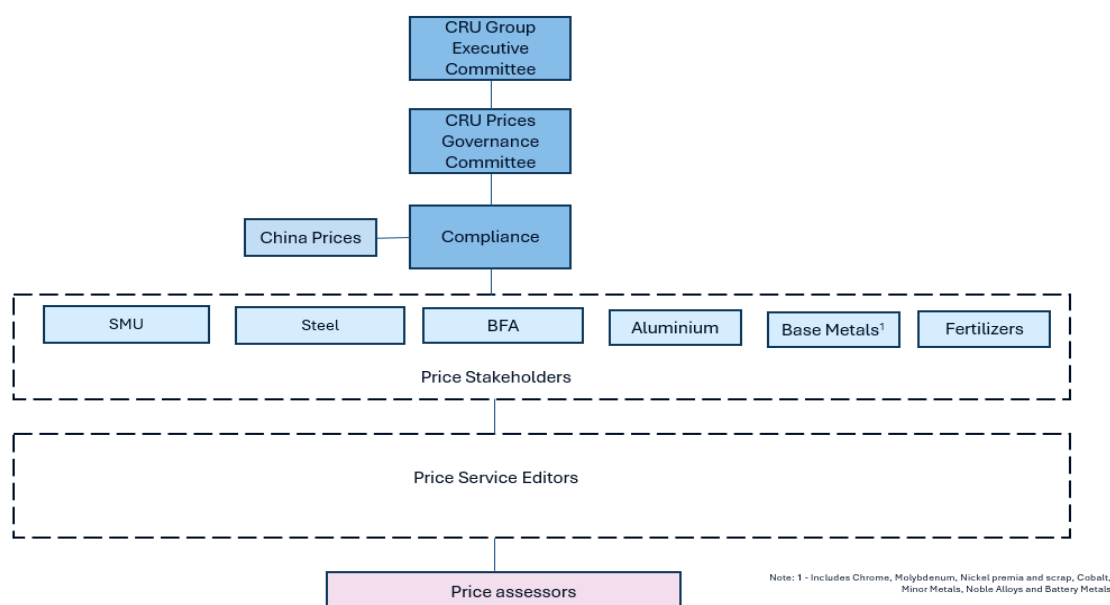 CRU Group
Executive
Committee
CRU Prices
Governance
Committee
China Prices
Compliance
SMU
Steel
BFA
Aluminium
Base Metals¹
Fertilizers
Price Stakeholders
Price Service Editors
Price assessors
Note: 1 - Includes Chrome, Molybdenum, Nickel premia and scrap, Cobalt,
Minor Metals, Noble Alloys and Battery Metals